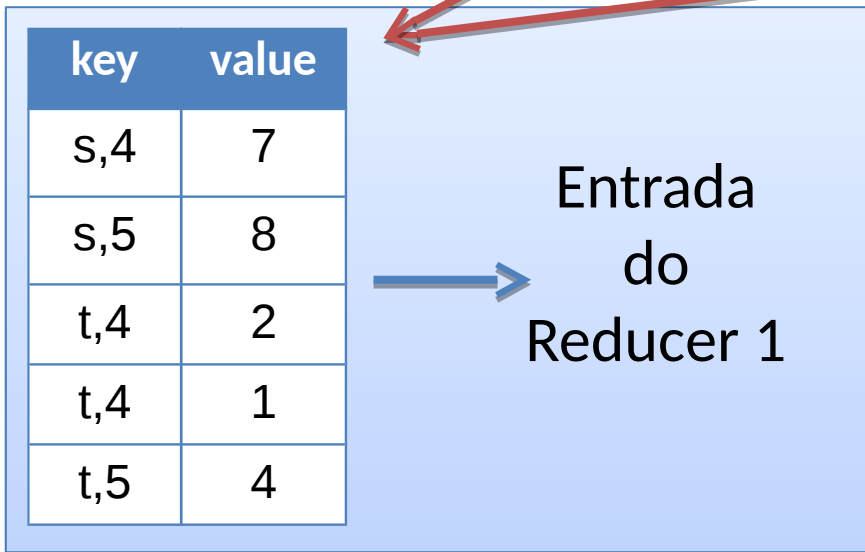 key value
s,4 7
s,5 8
t,4 2
t,4 1
t,5 4
Entrada
do
Reducer 1